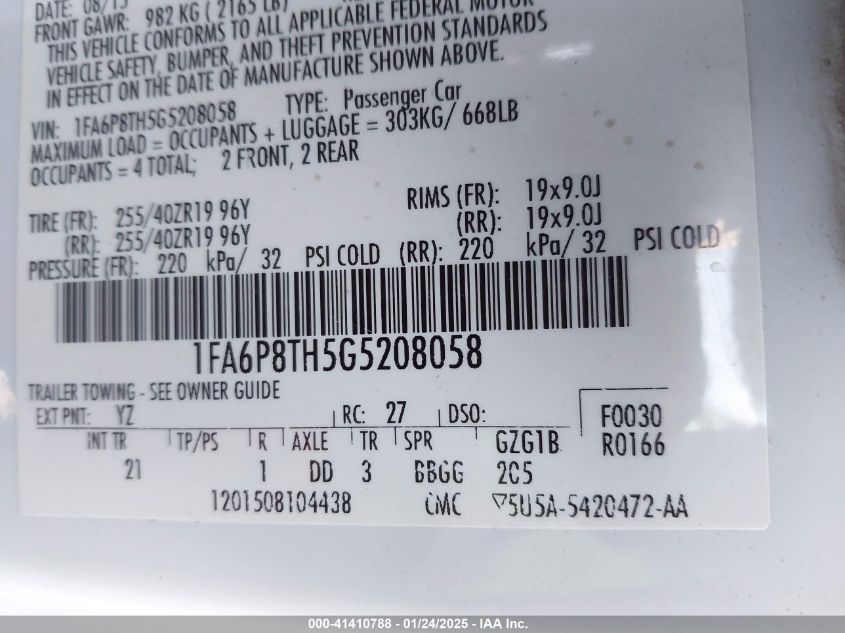 DATE: 08/15
FRONT GAWR: 982 KG ( 2165 LB)
THIS VEHICLE CONFORMS TO ALL APPLICABLE FEDERAL MOTOR
VEHICLE SAFETY, BUMPER, AND THEFT PREVENTION STANDARDS
IN EFFECT ON THE DATE OF MANUFACTURE SHOWN ABOVE.
VIN: 1FA6P8TH5G5208058 TYPE: Passenger Car
MAXIMUM LOAD = OCCUPANTS + LUGGAGE = 303KG/ 668LB
OCCUPANTS = 4 TOTAL; 2 FRONT, 2 REAR
TIRE (FR): 255/40ZR19 96Y RIMS (FR): 19x9.0J
(RR): 255/40ZR19 96Y (RR): 19x9.0J
PRESSURE (FR): 220 kPa/ 32 PSI COLD (RR): 220 kPa/ 32 PSI COLD
1FA6P8TH5G5208058
TRAILER TOWING - SEE OWNER GUIDE
EXT PNT: YZ RC: 27 DSO: F0030
INT TR TP/PS R AXLE TR SPR GZG1B R0166
21 1 DD 3 BBGG 2C5
1201508104438 CMC 5U5A-5420472-AA
000-41410788 - 01/24/2025 - IAA Inc.